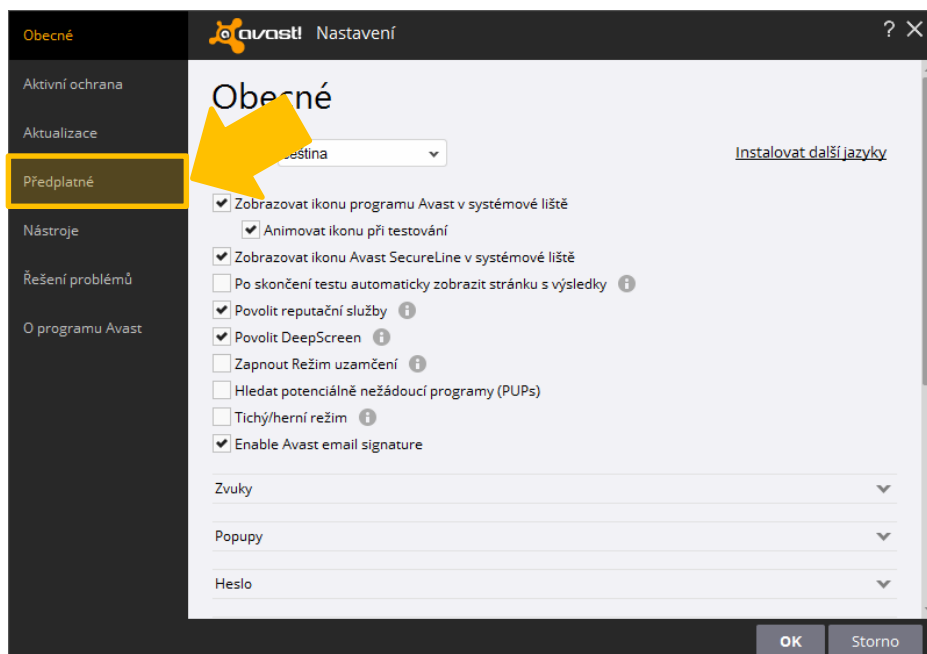 Obecné
Aktivní ochrana
Aktualizace
Předplatné
Nástroje
Řešení problémů
O programu Avast
avast! Nastavení
?
Obecné
Instalovat další jazyky
Zobrazovat ikonu programu Avast v systémové liště
Animovat ikonu při testování
Zobrazovat ikonu Avast SecureLine v systémové liště
Po skončení testu automaticky zobrazit stránku s výsledky
Povolit reputační služby
Povolit DeepScreen
Zapnout Režim uzamčení
Hledat potenciálně nežádoucí programy (PUPs)
Tichý/herní režim
Enable Avast email signature
Zvuky
Popupy
Heslo
OK Storno